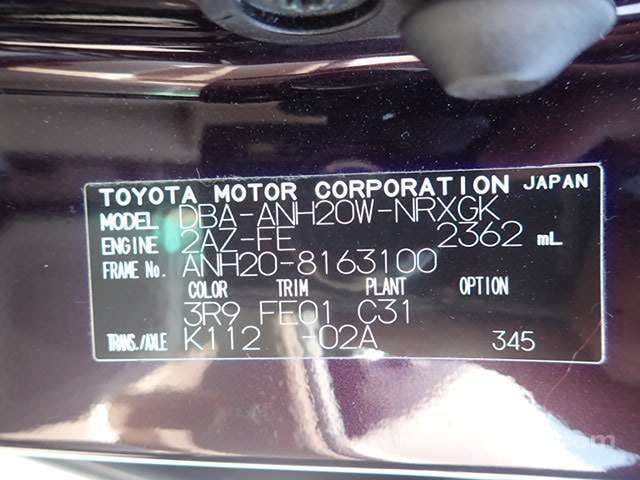 TOYOTA MOTOR CORPORATION JAPAN
MODEL DBA-ANH20W-NRXGK
ENGINE 2AZ-FE 2362 mL
FRAME No. ANH20-8163100
COLOR TRIM PLANT OPTION
3R9 FE01 C31
TRANS./AXLE K112 -02A 345